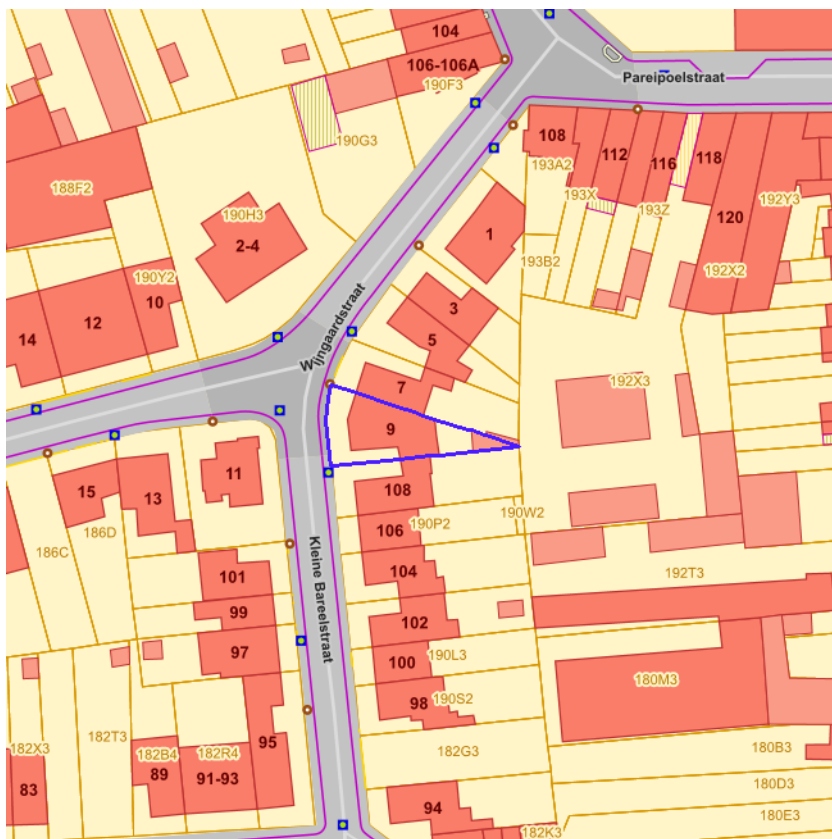 104
106-106A
190F3
Pareipoelstraat
190G3
108
193A2
112
116
118
188F2
193X
193Z
120
192Y3
190H3
2-4
1
193B2
192X2
190Y2
10
12
14
3
5
Wijngaardstraat
7
192X3
9
11
15
13
108
186C
186D
106
190P2
190W2
104
101
99
192T3
Kleine Bareelstraat
102
97
100
190L3
98
190S2
180M3
182X3
182T3
182B4
182R4
95
182G3
180B3
83
89
91-93
180D3
94
182K3
180E3